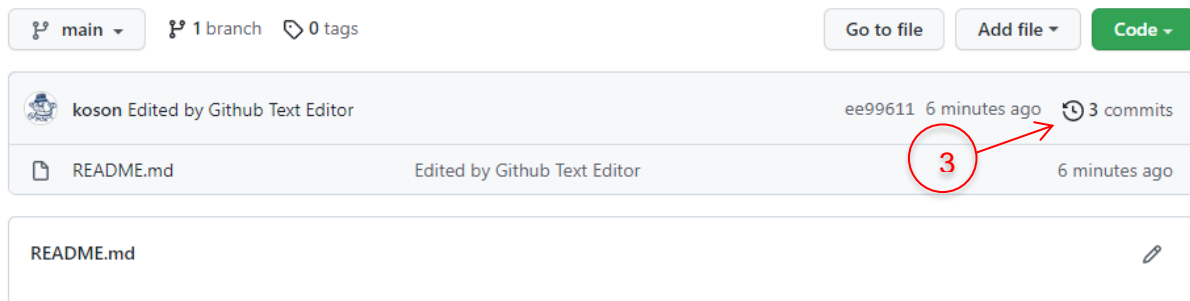 main 1 branch 0 tags Go to file Add file Code
koson Edited by Github Text Editor ee99611 6 minutes ago 3 commits
3
README.md Edited by Github Text Editor 6 minutes ago
README.md